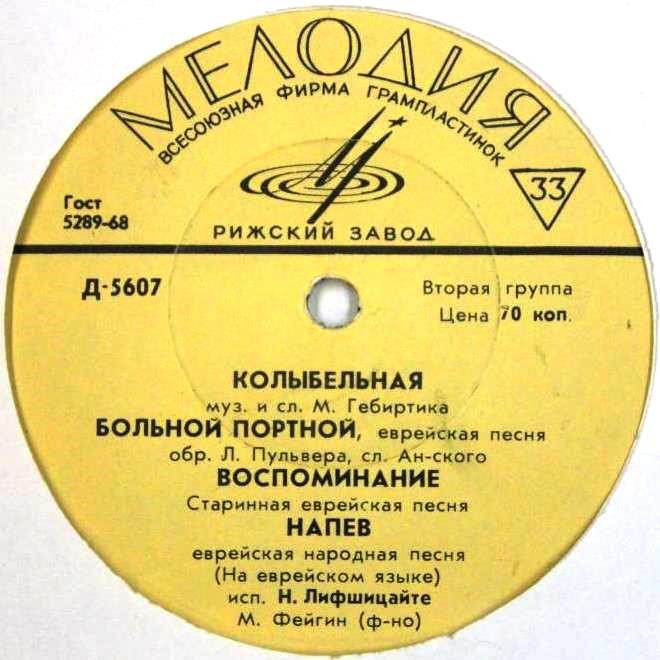 МЕЛОДИЯ
ВСЕСОЮЗНАЯ ФИРМА ГРАМПЛАСТИНОК
Гост
5289-68
33
РИЖСКИЙ ЗАВОД
Д-5607
Вторая группа
Цена 70 коп.
КОЛЫБЕЛЬНАЯ
муз. и сл. М. Гебиртика
БОЛЬНОЙ ПОРТНОЙ, еврейская песня
обр. Л. Пульвера, сл. Ан-ского
ВОСПОМИНАНИЕ
Старинная еврейская песня
НАПЕВ
еврейская народная песня
(На еврейском языке)
исп. Н. Лифшицайте
М. Фейгин (ф-но)